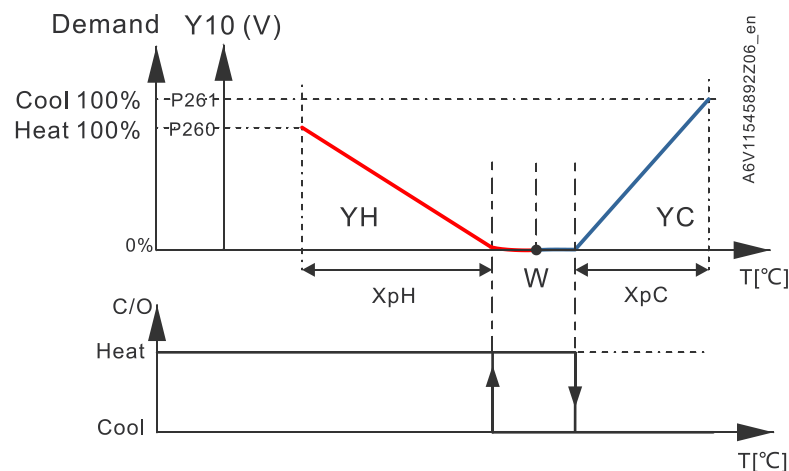 Demand Y10 (V)
Cool 100% P261
Heat 100% P260
YH YC
0%
W
T[°C]
XpH XpC
C/O
Heat
Cool
T[°C]
A6V11545892Z06_en